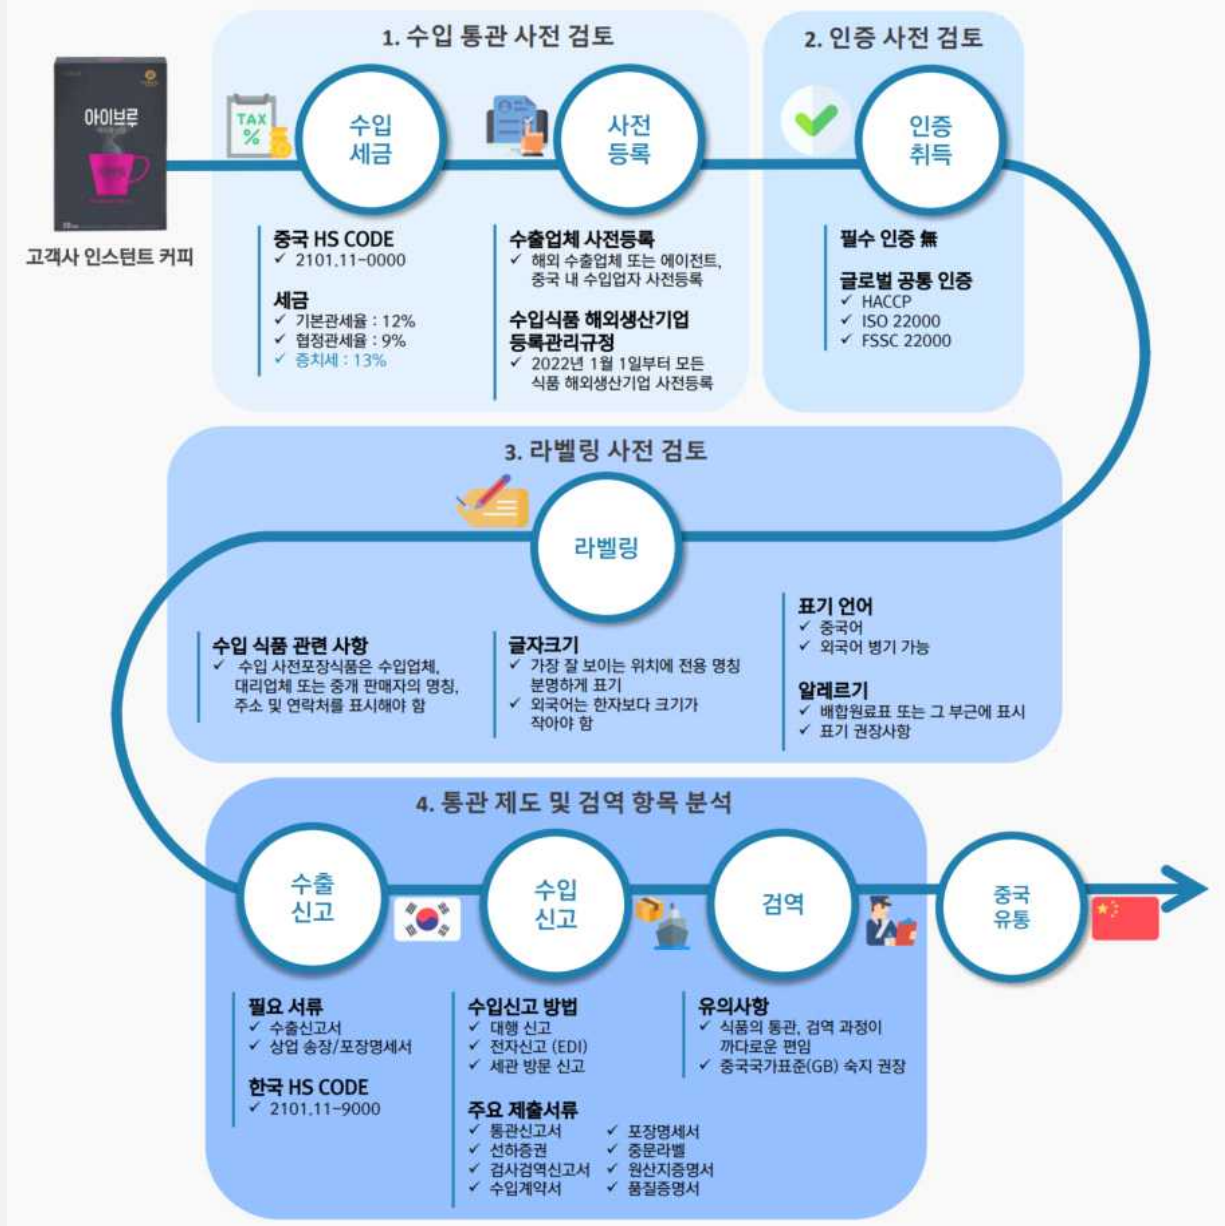 1. 수입 통관 사전 검토
2. 인증 사전 검토
아이브루
고객사 인스턴트 커피
TAX
%
수입
세금
사전
등록
인증
취득
중국 HS CODE
✓ 2101.11-0000
세금
✓ 기본관세율 : 12%
✓ 협정관세율 : 9%
✓ 증치세 : 13%
수출업체 사전등록
✓ 해외 수출업체 또는 에이전트,
중국 내 수입업자 사전등록
수입식품 해외생산기업
등록관리규정
✓ 2022년 1월 1일부터 모든
식품 해외생산기업 사전등록
필수 인증 無
글로벌 공통 인증
✓ HACCP
✓ ISO 22000
✓ FSSC 22000
3. 라벨링 사전 검토
라벨링
수입 식품 관련 사항
✓ 수입 사전포장식품은 수입업체,
대리업체 또는 중개 판매자의 명칭,
주소 및 연락처를 표시해야 함
글자크기
✓ 가장 잘 보이는 위치에 전용 명칭
분명하게 표기
✓ 외국어는 한자보다 크기가
작아야 함
표기 언어
✓ 중국어
✓ 외국어 병기 가능
알레르기
✓ 배합원료표 또는 그 부근에 표시
✓ 표기 권장사항
4. 통관 제도 및 검역 항목 분석
수출
신고
수입
신고
검역
중국
유통
필요 서류
✓ 수출신고서
✓ 상업 송장/포장명세서
한국 HS CODE
✓ 2101.11-9000
수입신고 방법
✓ 대행 신고
✓ 전자신고 (EDI)
✓ 세관 방문 신고
주요 제출서류
✓ 통관신고서 ✓ 포장명세서
✓ 선하증권 ✓ 중문라벨
✓ 검사검역신고서 ✓ 원산지증명서
✓ 수입계약서 ✓ 품질증명서
유의사항
✓ 식품의 통관, 검역 과정이
까다로운 편임
✓ 중국국가표준(GB) 숙지 권장